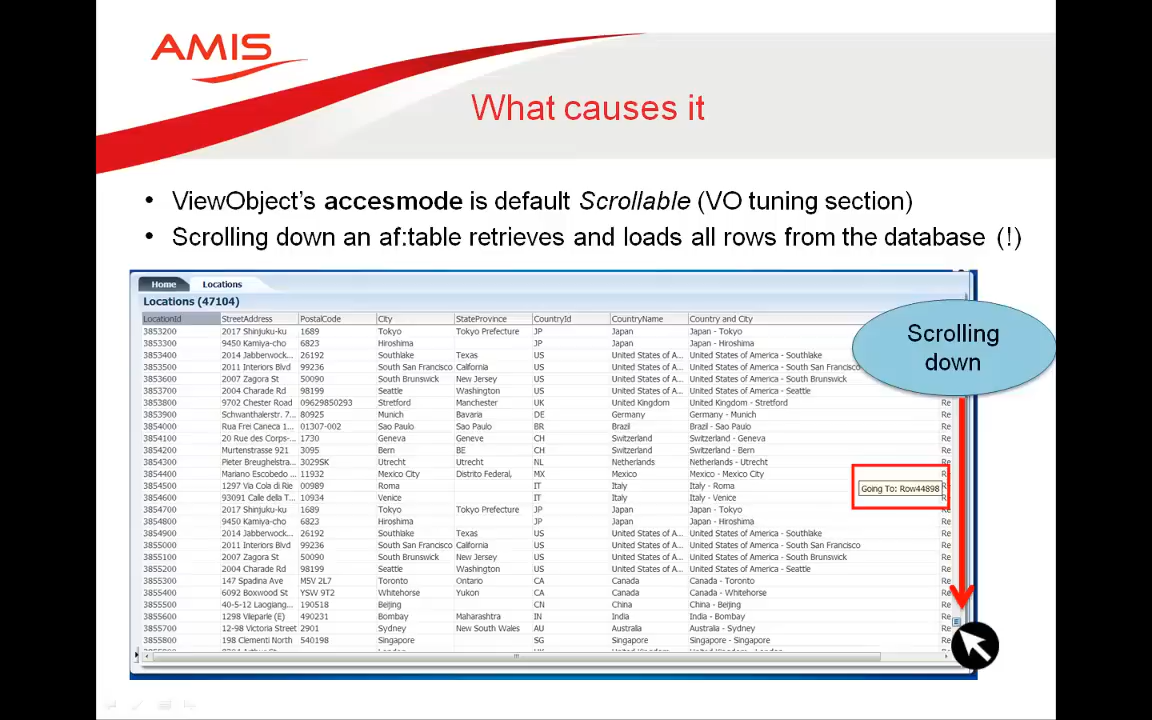 AMIS
What causes it
• ViewObject's accesmode is default Scrollable (VO tuning section)
• Scrolling down an af:table retrieves and loads all rows from the database (!)
Home Locations
Locations (47104)
LocationId StreetAddress PostalCode City StateProvince CountryId CountryName Country and City
3853200 2017 Shinjuku-ku 1689 Tokyo Tokyo Prefecture JP Japan Japan - Tokyo
3853300 9450 Kamiya-cho 6823 Hiroshima JP Japan Japan - Hiroshima
3853400 2014 Jabberwock... 26192 Southlake Texas US United States of A... United States of America - Southlake
3853500 2011 Interiors Blvd 99236 South San Francisco California US United States of A... United States of America - South San Francisco
3853600 2007 Zagora St 50090 South Brunswick New Jersey US United States of A... United States of America - South Brunswick
3853700 2004 Charade Rd 98199 Seattle Washington US United States of A... United States of America - Seattle
3853800 9702 Chester Road 09629850293 Stretford Manchester UK United Kingdom United Kingdom - Stretford
3853900 Schwanthalerstr. 7... 80925 Munich Bavaria DE Germany Germany - Munich
3854000 Rua Frei Caneca 1... 01307-002 Sao Paulo Sao Paulo BR Brazil Brazil - Sao Paulo Re
3854100 20 Rue des Corps-... 1730 Geneva Geneve CH Switzerland Switzerland - Geneva Re
3854200 Murtenstrasse 921 3095 Bern BE CH Switzerland Switzerland - Bern Re
3854300 Pieter Breughelstra... 3029SK Utrecht Utrecht NL Netherlands Netherlands - Utrecht Re
3854400 Mariano Escobedo ... 11932 Mexico City Distrito Federal, MX Mexico Mexico - Mexico City
3854500 1297 Via Cola di Rie 00989 Roma IT Italy Italy - Roma
3854600 93091 Calle della T... 10934 Venice IT Italy Italy - Venice
3854700 2017 Shinjuku-ku 1689 Tokyo Tokyo Prefecture JP Japan Japan - Tokyo Re
3854800 9450 Kamiya-cho 6823 Hiroshima JP Japan Japan - Hiroshima Re
3854900 2014 Jabberwock... 26192 Southlake Texas US United States of A... United States of America - Southlake Re
3855000 2011 Interiors Blvd 99236 South San Francisco California US United States of A... United States of America - South San Francisco Re
3855100 2007 Zagora St 50090 South Brunswick New Jersey US United States of A... United States of America - South Brunswick Re
3855200 2004 Charade Rd 98199 Seattle Washington US United States of A... United States of America - Seattle Re
3855300 147 Spadina Ave M5V 2L7 Toronto Ontario CA Canada Canada - Toronto Re
3855400 6092 Boxwood St YSW 9T2 Whitehorse Yukon CA Canada Canada - Whitehorse Re
3855500 40-5-12 Laogiang... 190518 Beijing CN China China - Beijing Re
3855600 1298 Vileparle (E) 490231 Bombay Maharashtra IN India India - Bombay Re
3855700 12-98 Victoria Street 2901 Sydney New South Wales AU Australia Australia - Sydney Re
3855800 198 Clementi North 540198 Singapore SG Singapore Singapore - Singapore Re
Scrolling
down
Going To: Row44898